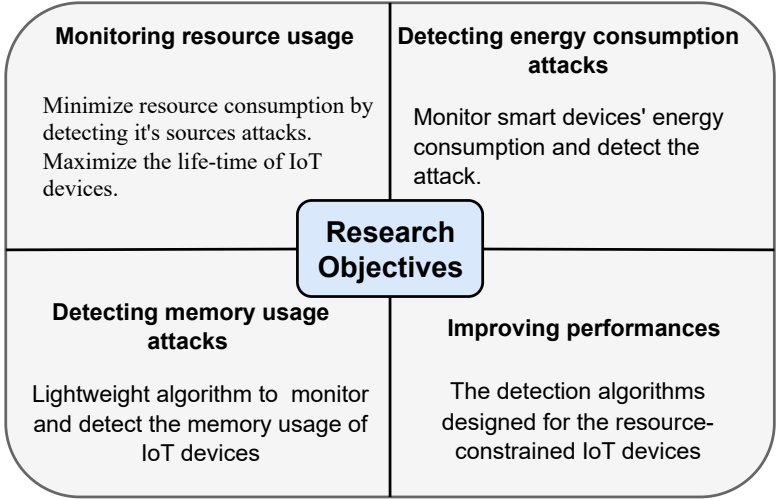 Monitoring resource usage
Minimize resource consumption by
detecting it's sources attacks.
Maximize the life-time of IoT
devices.
Detecting energy consumption
attacks
Monitor smart devices' energy
consumption and detect the
attack.
Research
Objectives
Detecting memory usage
attacks
Lightweight algorithm to monitor
and detect the memory usage of
IoT devices
Improving performances
The detection algorithms
designed for the resource-
constrained IoT devices